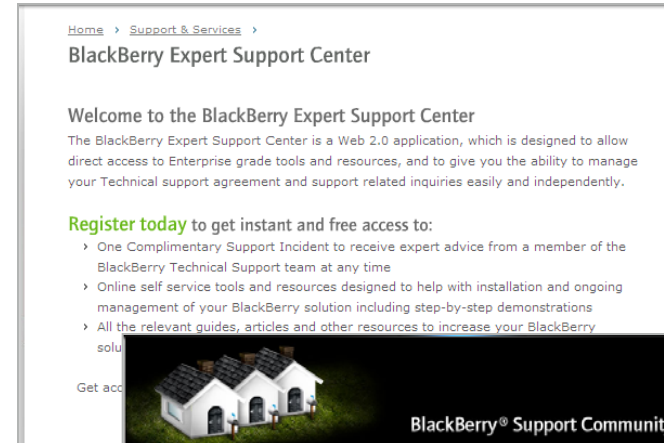 Home › Support & Services ›
BlackBerry Expert Support Center
Welcome to the BlackBerry Expert Support Center
The BlackBerry Expert Support Center is a Web 2.0 application, which is designed to allow
direct access to Enterprise grade tools and resources, and to give you the ability to manage
your Technical support agreement and support related inquiries easily and independently.
Register today to get instant and free access to:
› One Complimentary Support Incident to receive expert advice from a member of the
BlackBerry Technical Support team at any time
› Online self service tools and resources designed to help with installation and ongoing
management of your BlackBerry solution including step-by-step demonstrations
› All the relevant guides, articles and other resources to increase your BlackBerry
solu
Get acc
BlackBerry® Support Communit